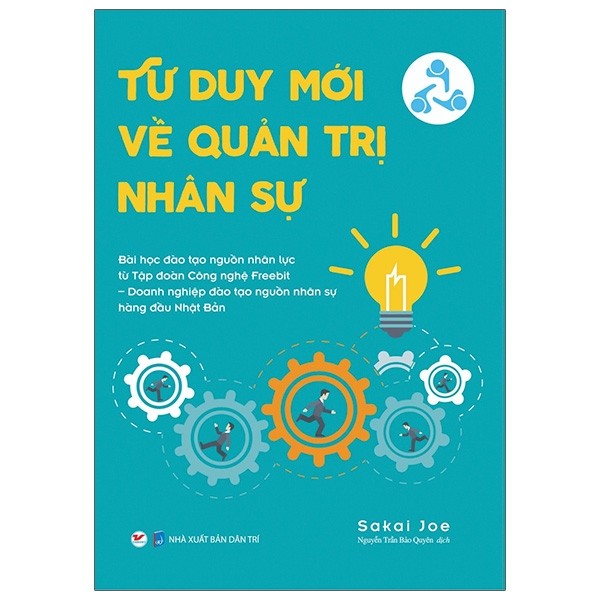 TƯ DUY MỚI
VỀ QUẢN TRỊ
NHÂN SỰ
Bài học đào tạo nguồn nhân lực
từ Tập đoàn Công nghệ Freebit
– Doanh nghiệp đào tạo nguồn nhân sự
hàng đầu Nhật Bản
Sakai Joe
Nguyễn Trần Bảo Quyên dịch
NHÀ XUẤT BẢN DÂN TRÍ